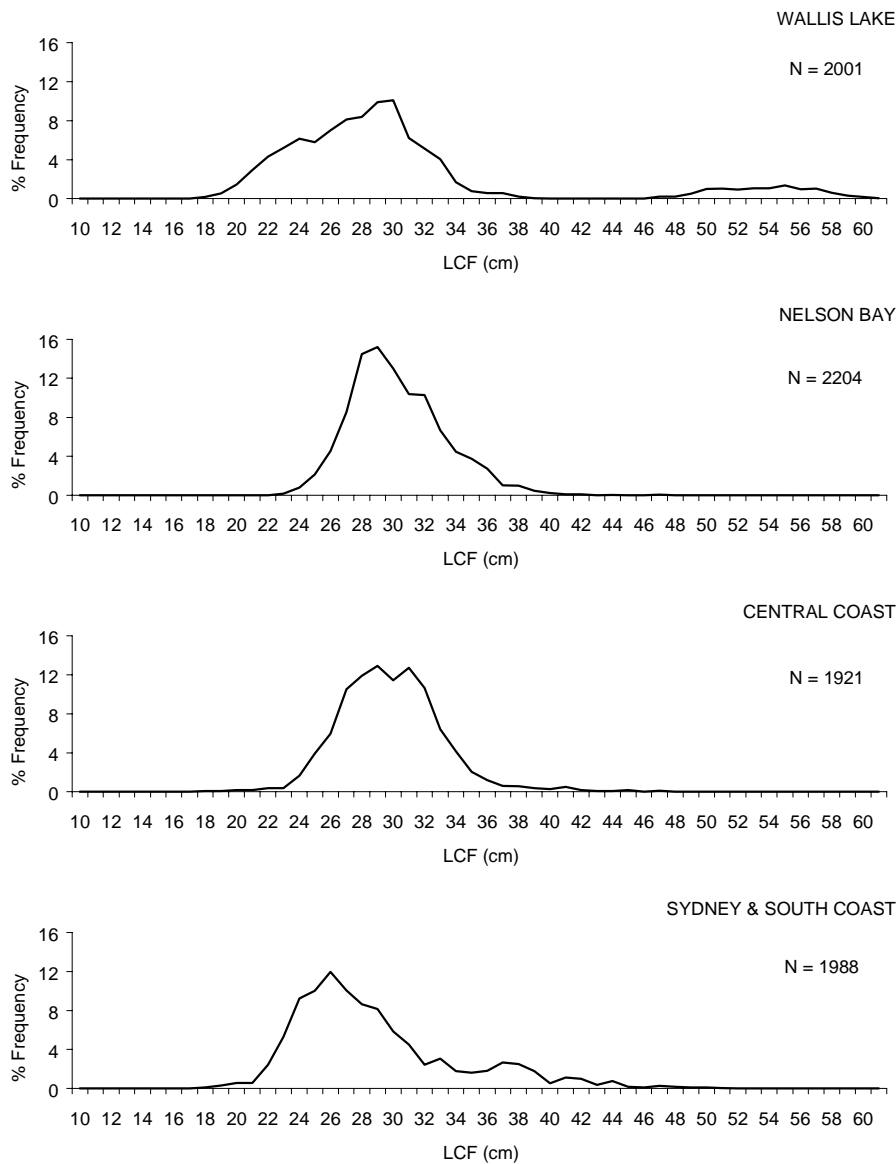 WALLIS LAKE
N = 2001
% Frequency
16
12
8
4
0
10 12 14 16 18 20 22 24 26 28 30 32 34 36 38 40 42 44 46 48 50 52 54 56 58 60
LCF (cm)
NELSON BAY
N = 2204
% Frequency
16
12
8
4
0
10 12 14 16 18 20 22 24 26 28 30 32 34 36 38 40 42 44 46 48 50 52 54 56 58 60
LCF (cm)
CENTRAL COAST
N = 1921
% Frequency
16
12
8
4
0
10 12 14 16 18 20 22 24 26 28 30 32 34 36 38 40 42 44 46 48 50 52 54 56 58 60
LCF (cm)
SYDNEY & SOUTH COAST
N = 1988
% Frequency
16
12
8
4
0
10 12 14 16 18 20 22 24 26 28 30 32 34 36 38 40 42 44 46 48 50 52 54 56 58 60
LCF (cm)